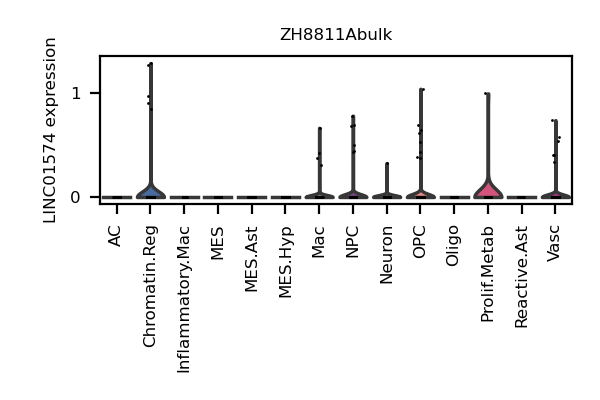 ZH8811Abulk
LINC01574 expression
1
0
AC
Chromatin.Reg
Inflammatory.Mac
MES
MES.Ast
MES.Hyp
Mac
NPC
Neuron
OPC
Oligo
Prolif.Metab
Reactive.Ast
Vasc